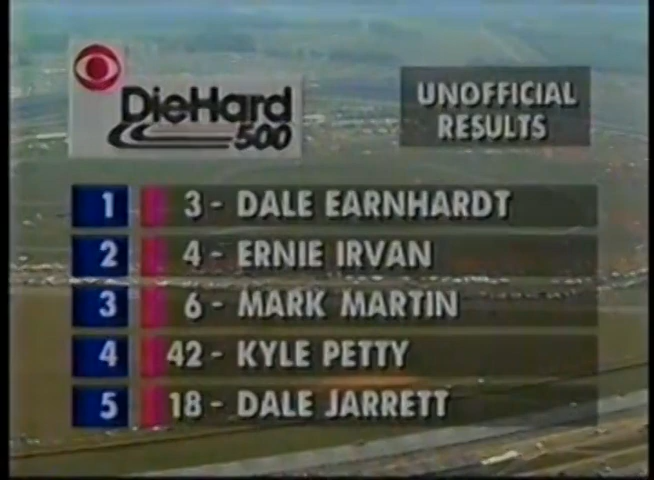 DieHard
500
UNOFFICIAL
RESULTS
1 3 - DALE EARNHARDT
2 4 - ERNIE IRVAN
3 6 - MARK MARTIN
4 42 - KYLE PETTY
5 18 - DALE JARRETT